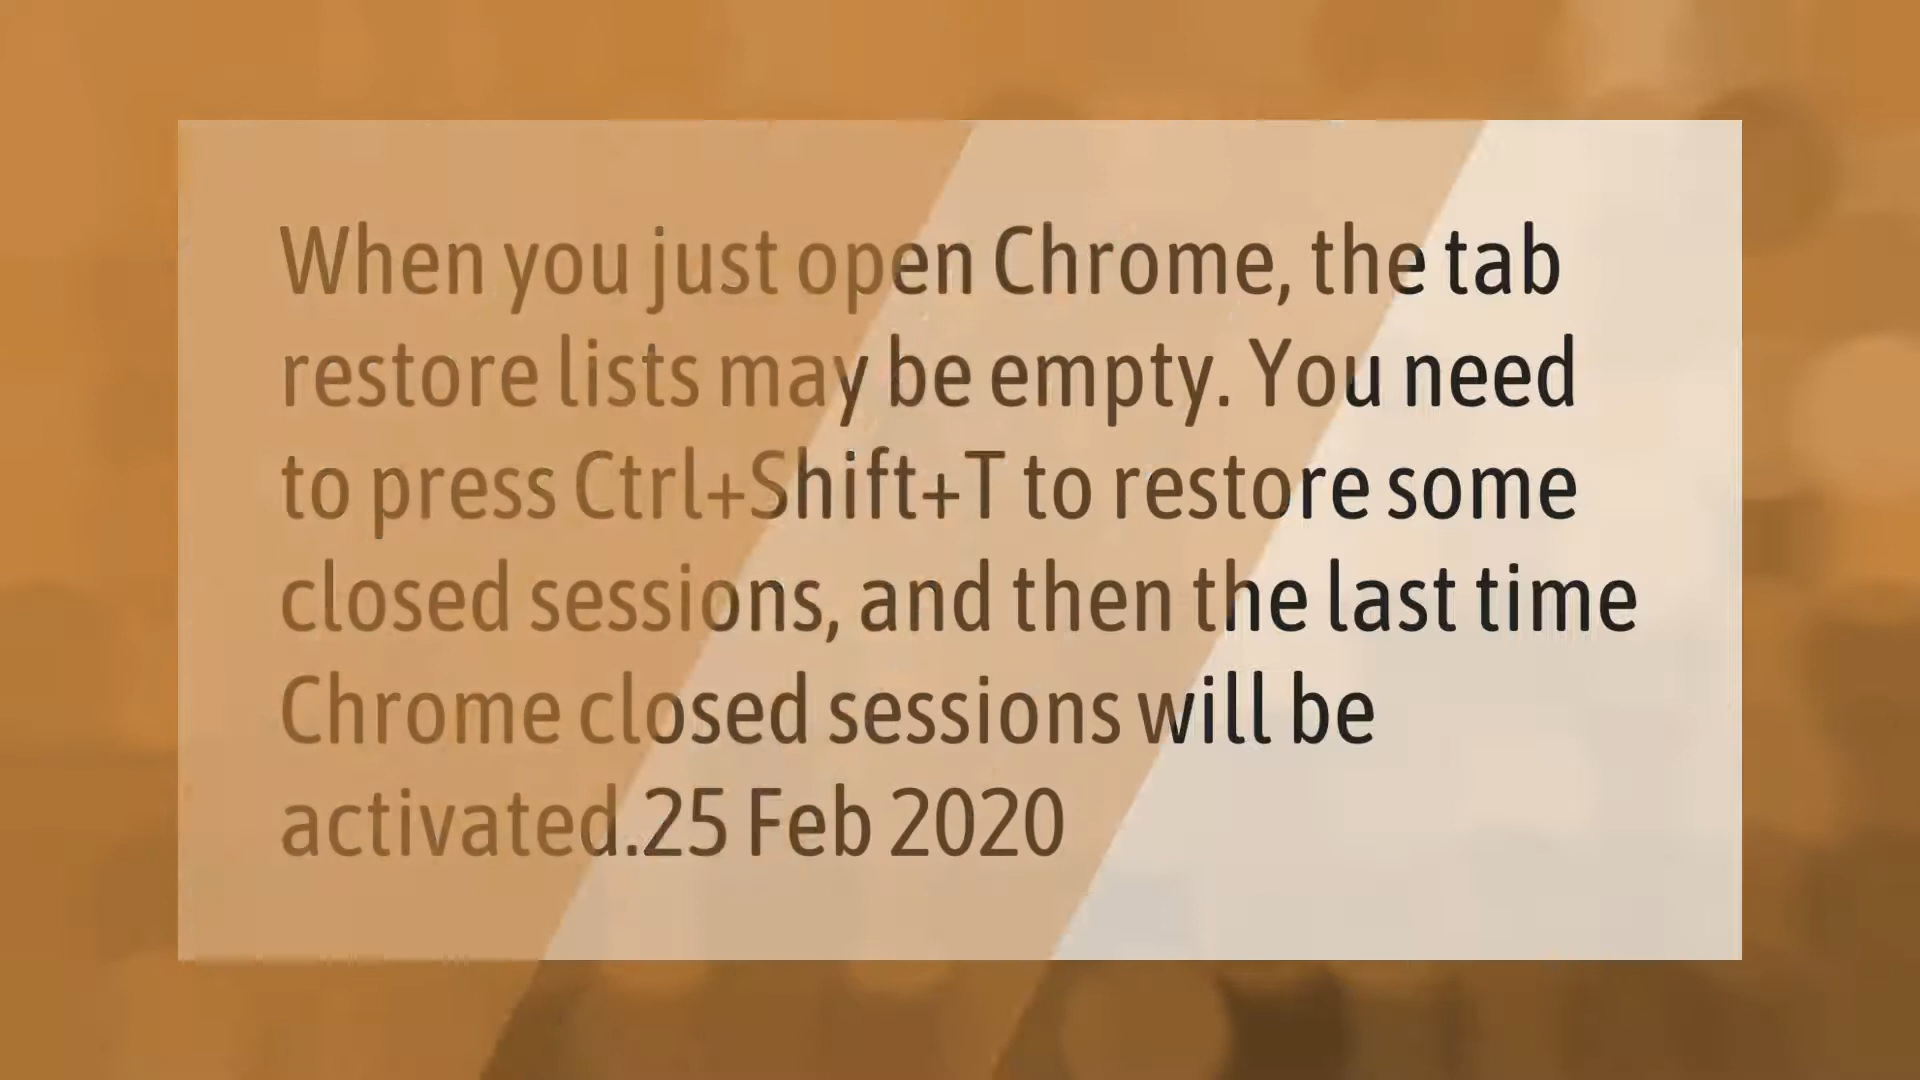 When you just open Chrome, the tab
restore lists may be empty. You need
to press Ctrl+Shift+T to restore some
closed sessions, and then the last time
Chrome closed sessions will be
activated.25 Feb 2020